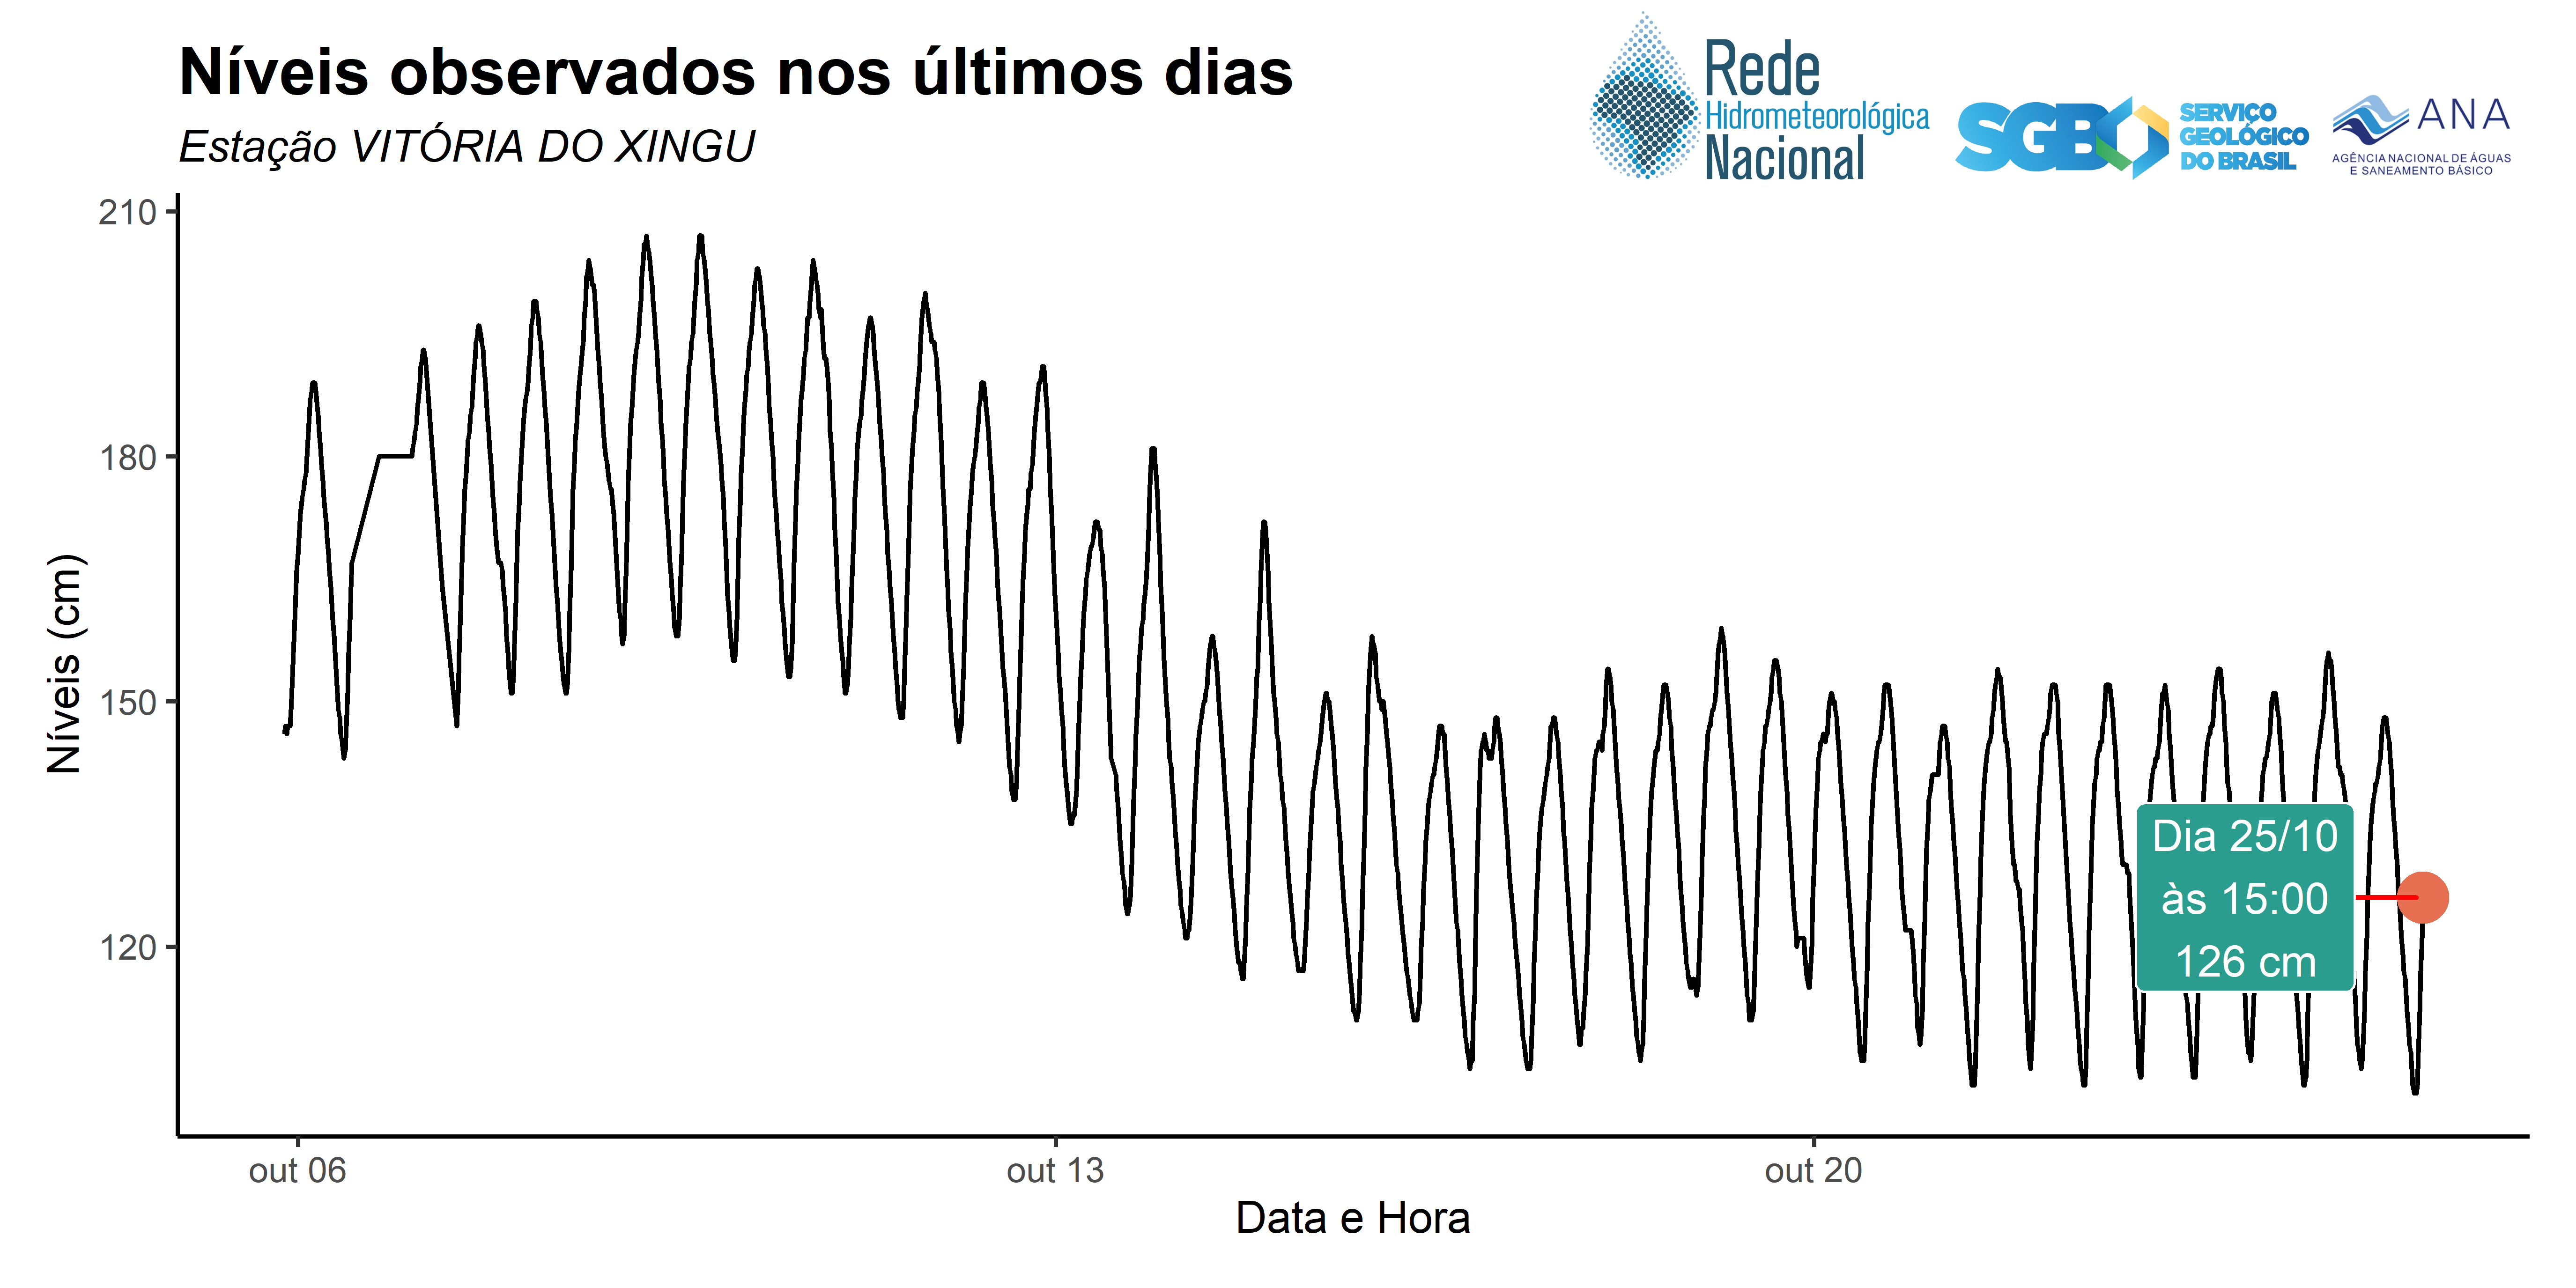 Níveis observados nos últimos dias
Estação VITÓRIA DO XINGU
Rede
Hidrometeorológica
Nacional
SGB
SERVIÇO
GEOLÓGICO
DO BRASIL
ANA
AGÊNCIA NACIONAL DE ÁGUAS
E SANEAMENTO BÁSICO
Níveis (cm)
210
180
150
120
Dia 25/10
às 15:00
126 cm
out 06
out 13
out 20
Data e Hora